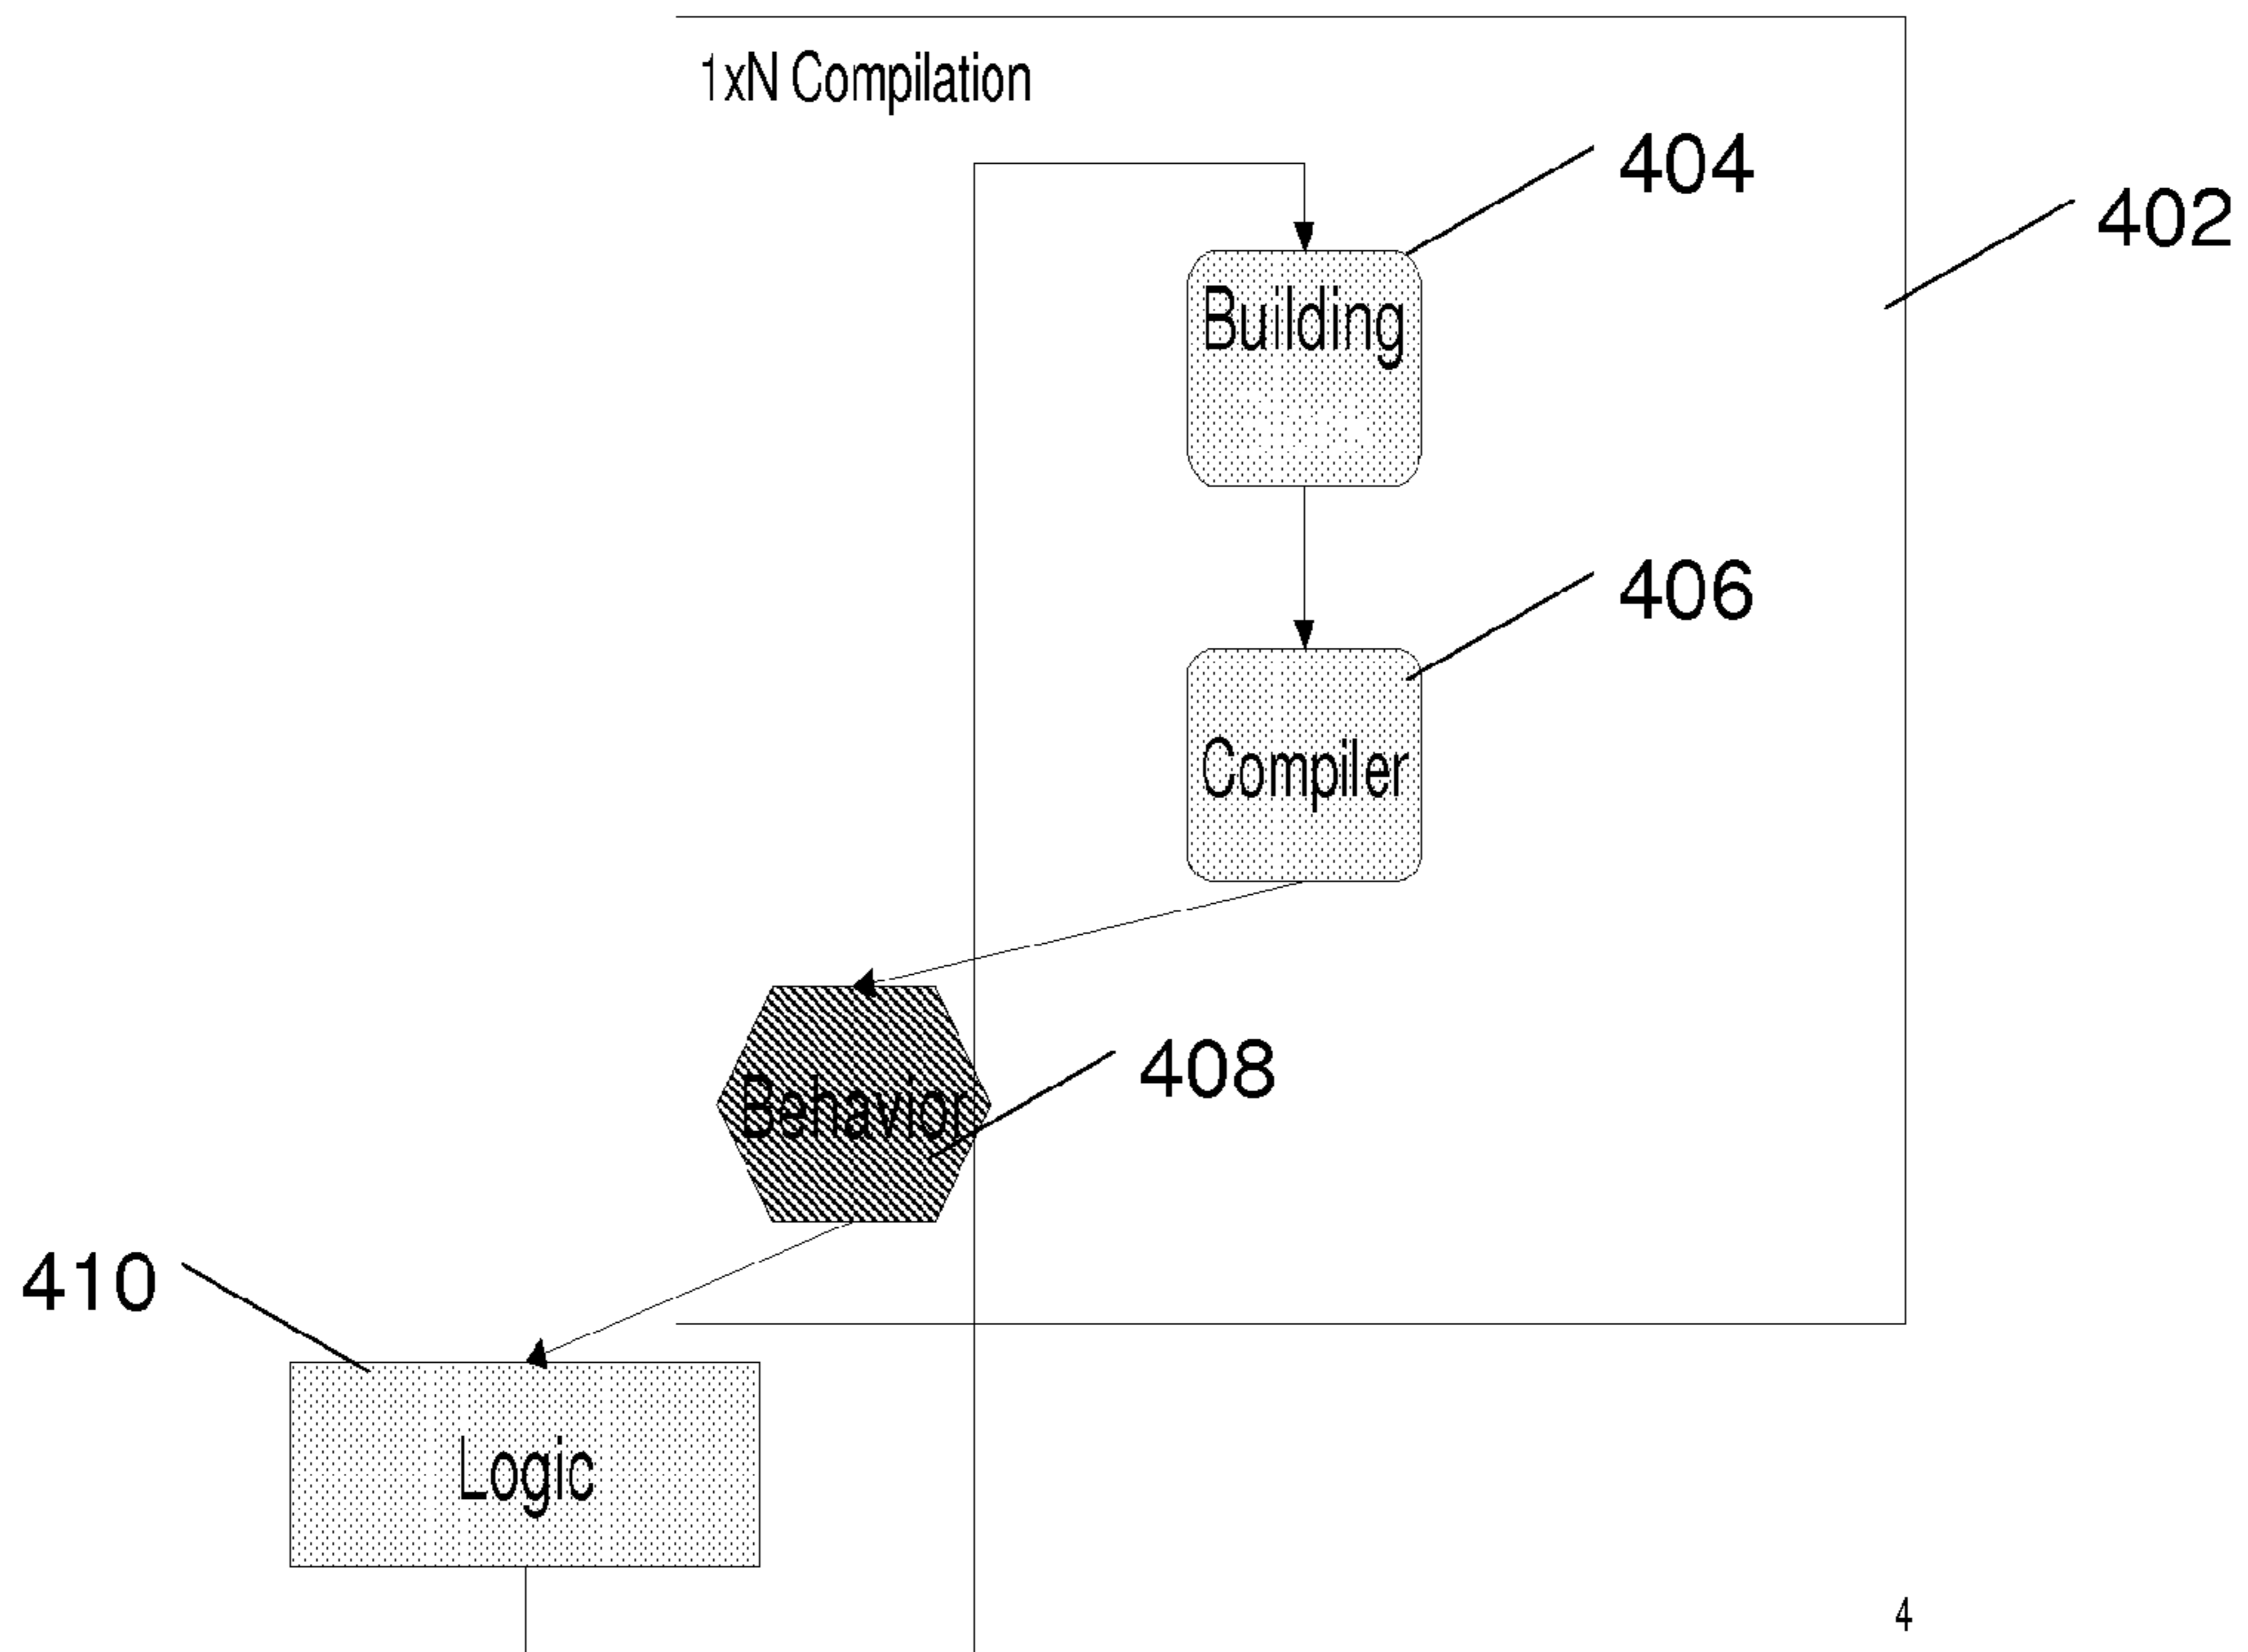 1xN Compilation
404
402
Building
406
Compiler
408
Behavior
410
Logic
4